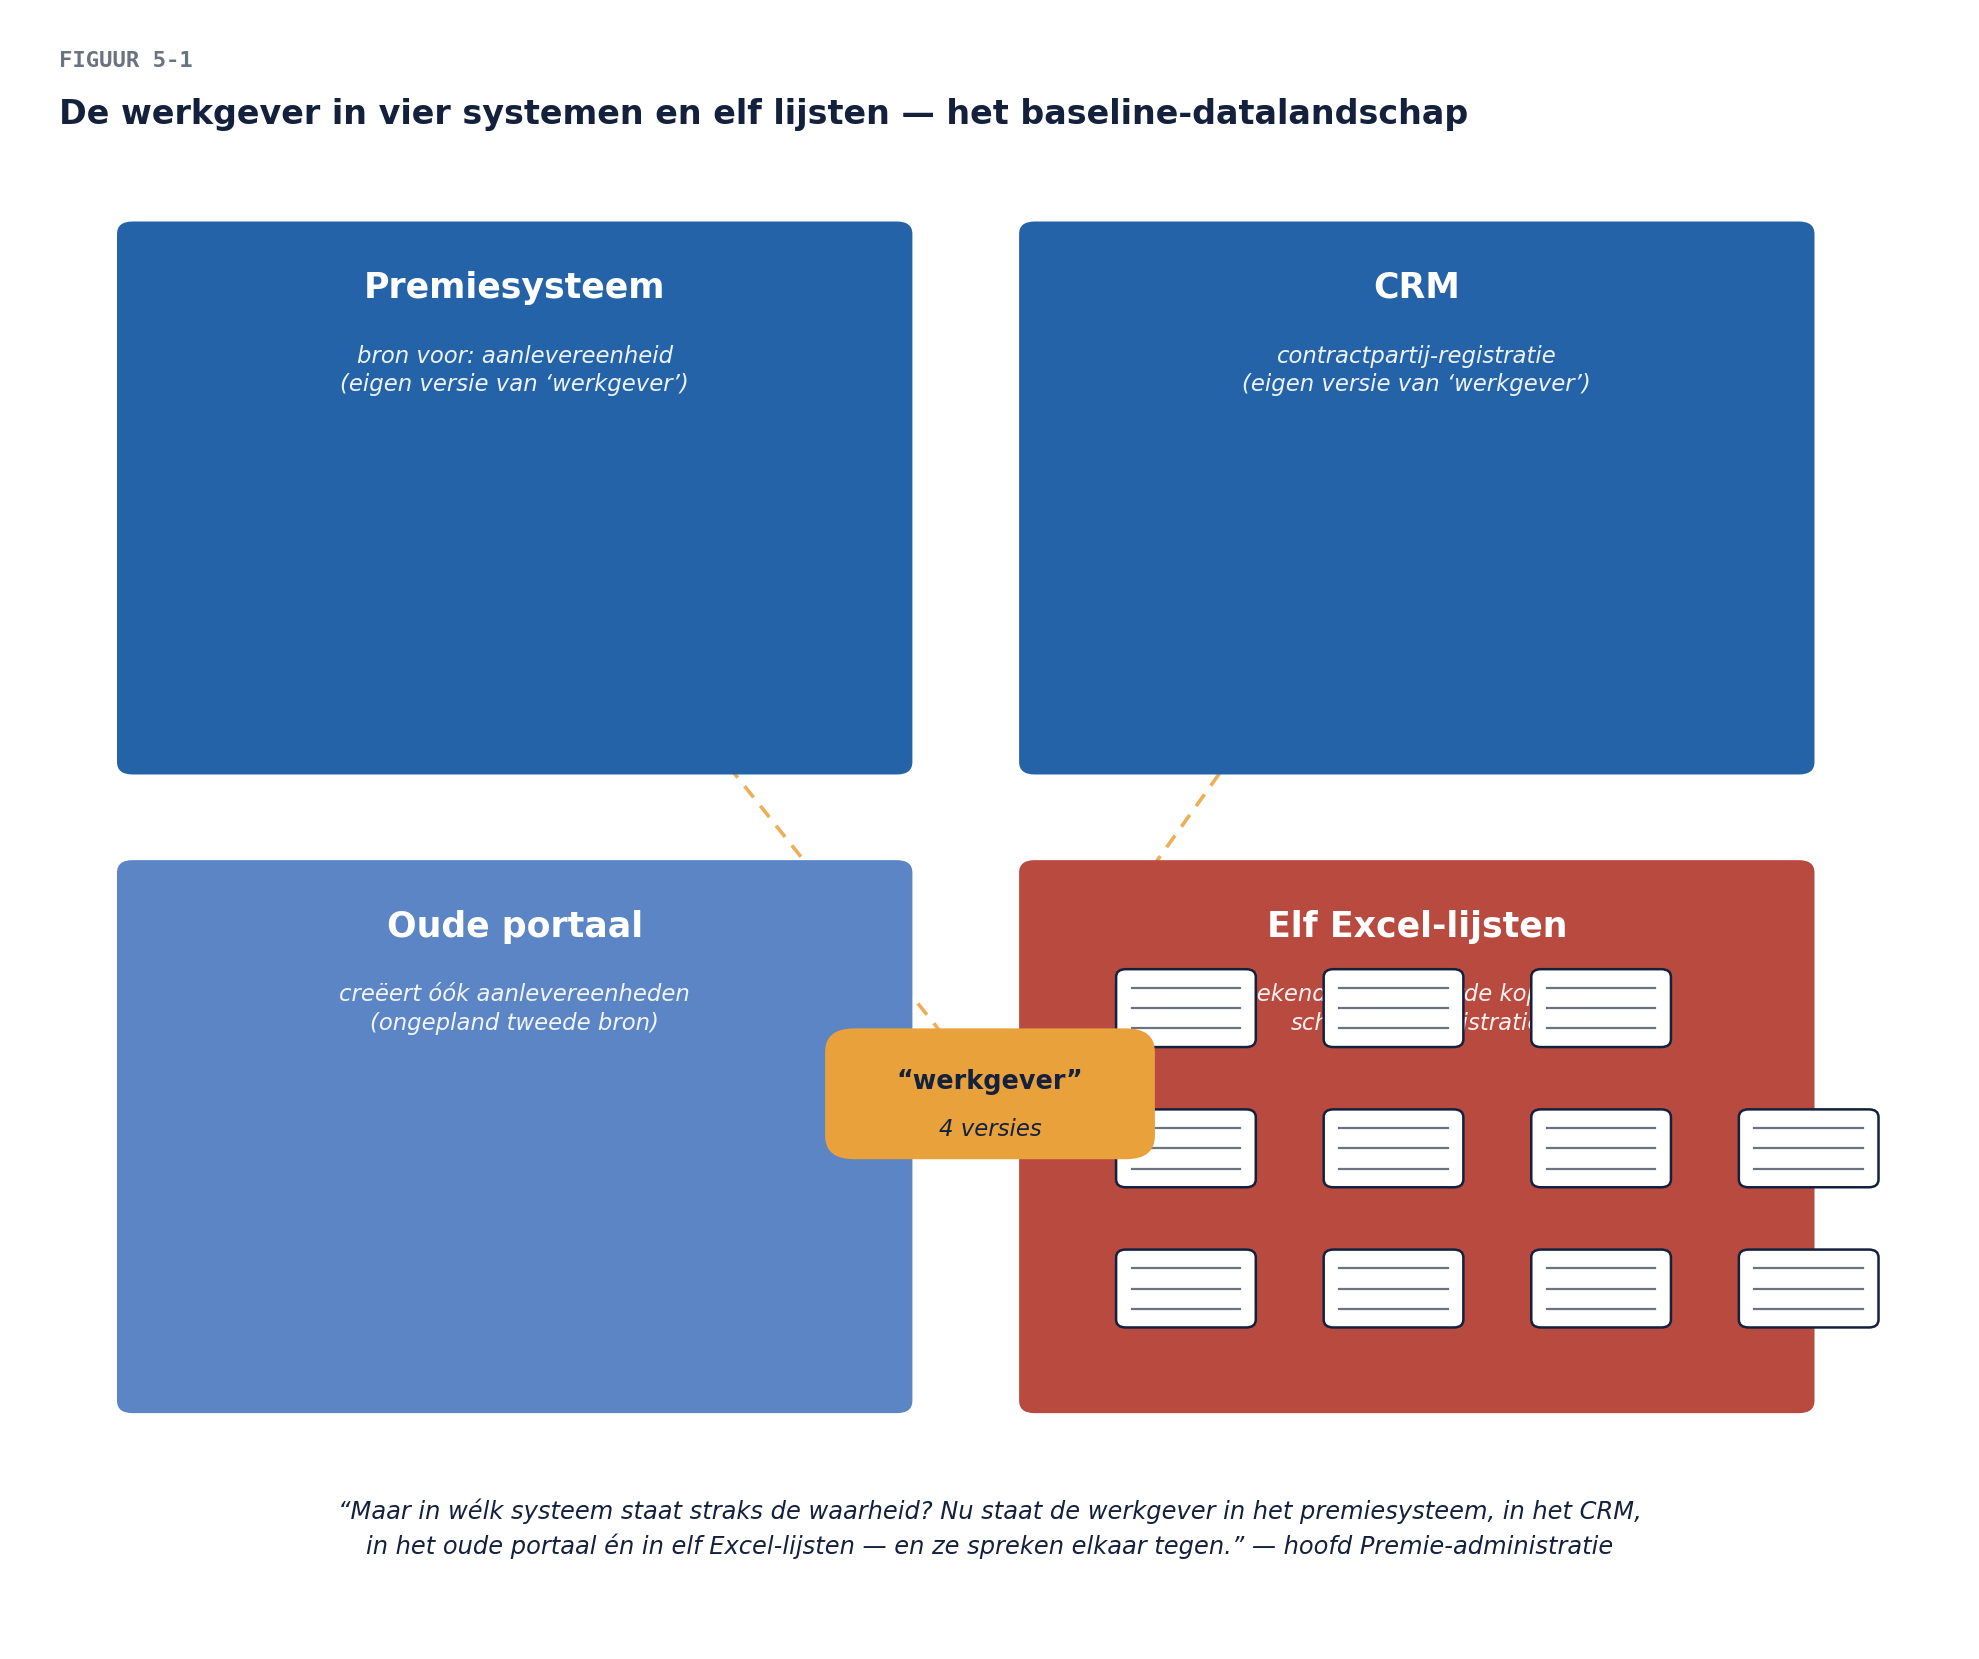 FIGUUR 5-1
De werkgever in vier systemen en elf lijsten — het baseline-datalandschap
Premiesysteem
bron voor: aanlevereenheid
(eigen versie van ‘werkgever’)
CRM
contractpartij-registratie
(eigen versie van ‘werkgever’)
Oude portaal
creëert óók aanlevereenheden
(ongepland tweede bron)
Elf Excel-lijsten
de
“werkgever”
4 versies
“Maar in wélk systeem staat straks de waarheid? Nu staat de werkgever in het premiesysteem, in het CRM,
in het oude portaal én in elf Excel-lijsten — en ze spreken elkaar tegen.” — hoofd Premie-administratie